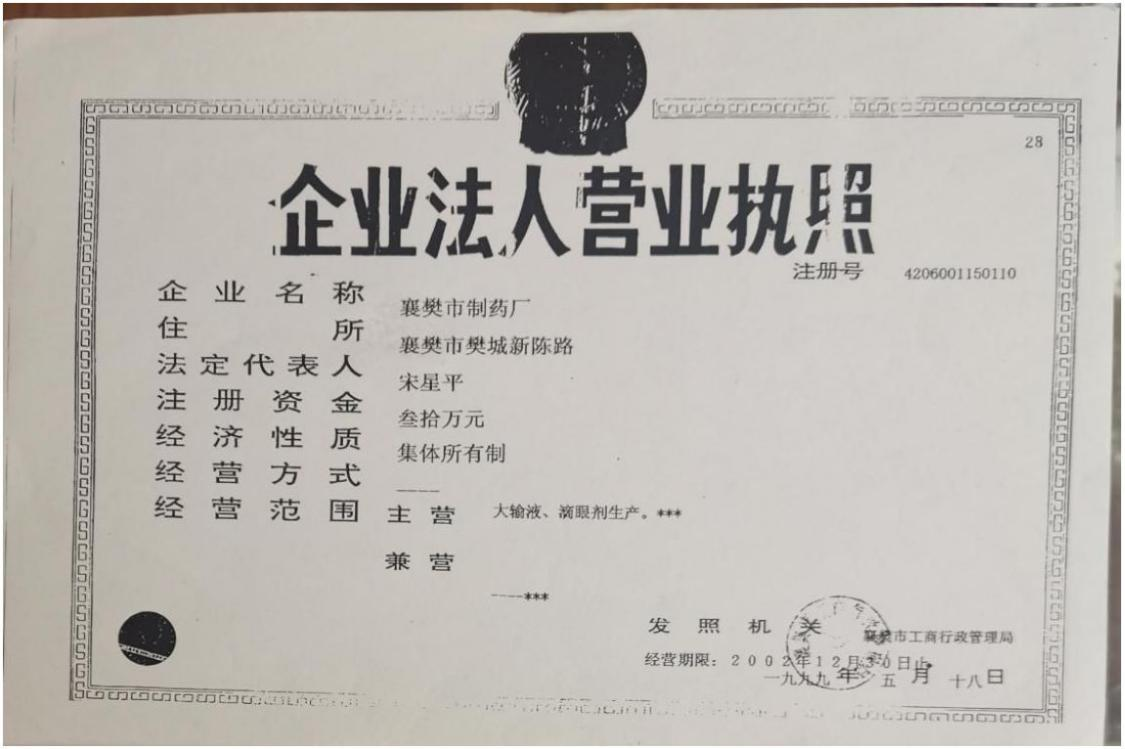 28
企业法人营业执照
注册号 4206001150110
企业名称 襄樊市制药厂
住所 襄樊市樊城新陈路
法定代表人 宋星平
注册资金 叁拾万元
经济性质 集体所有制
经营方式 ----
经营范围 主营 大输液、滴眼剂生产。***
兼营
----***
发照机关 襄樊市工商行政管理局
经营期限：2002年12月30日止
一九九九年五月十八日